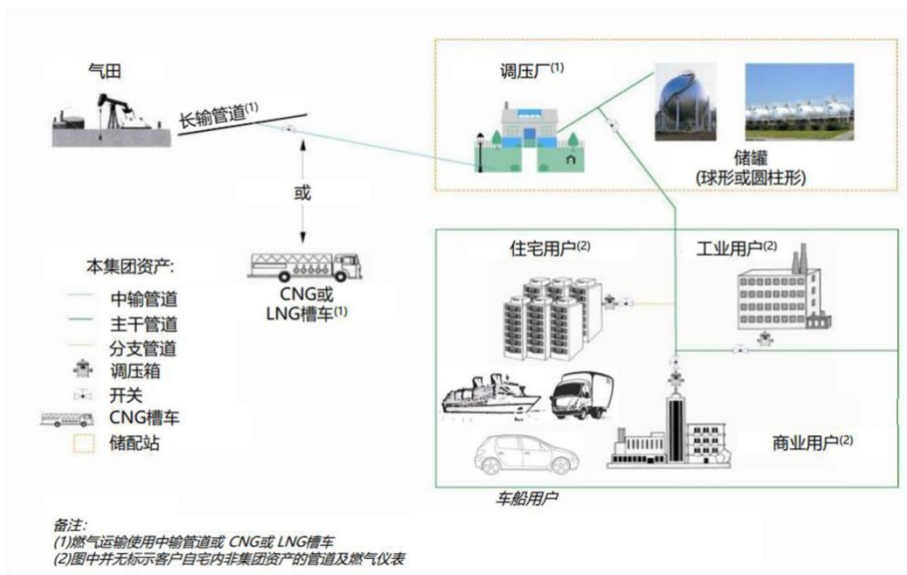 气田
长输管道(1)
调压厂(1)
储罐
(球形或圆柱形)
或
CNG或
LNG槽车(1)
住宅用户(2)
工业用户(2)
商业用户(2)
车船用户
本集团资产:
中输管道
主干管道
分支管道
调压箱
开关
CNG槽车
储配站
备注:
(1)燃气运输使用中输管道或 CNG或 LNG槽车
(2)图中并无标示客户自宅内非集团资产的管道及燃气仪表